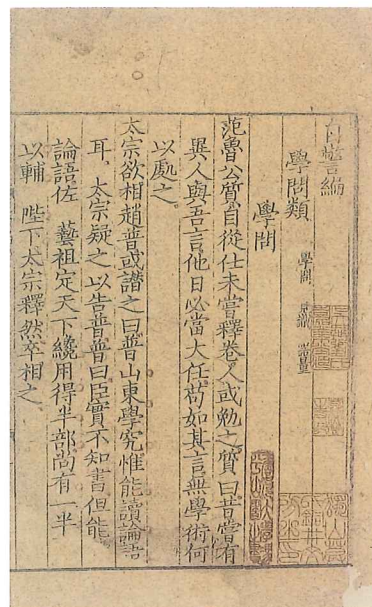 自警編
學問類 學問
學問
范魯公質自從仕未嘗釋卷人或勉之質曰昔嘗有
異人與吾言他日必當大任苟如其言無學術何
以處之
太宗欲相趙普或譖之曰普山東學究惟能讀論語
耳太宗疑之以告普普曰臣實不知書但能
論語佐 藝祖定天下纔用得半部尚有一半
以輔 陛下太宗釋然卒相之